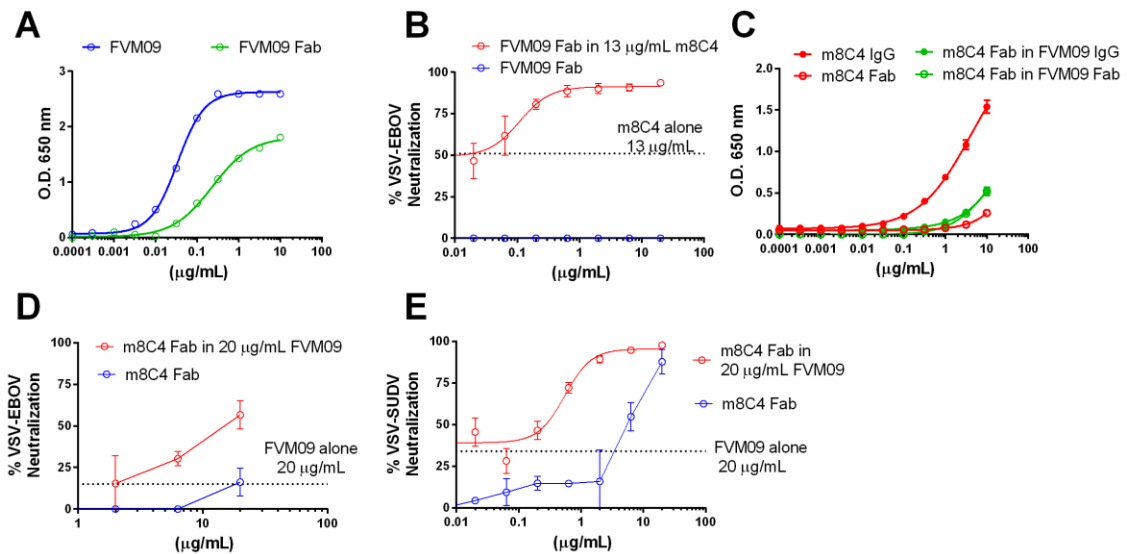 A
FVM09
FVM09 Fab
O.D. 650 nm
3
2
1
0
0.0001
0.001
0.01
0.1
1
10
100
(μg/mL)
B
FVM09 Fab in 13 μg/mL m8C4
FVM09 Fab
% VSV-EBOV
Neutralization
100
75
50
25
0
m8C4 alone
13 μg/mL
0.01
0.1
1
10
100
(μg/mL)
C
m8C4 IgG
m8C4 Fab
m8C4 Fab in FVM09 IgG
m8C4 Fab in FVM09 Fab
O.D. 650 nm
2.0
1.5
1.0
0.5
0.0
0.0001
0.001
0.01
0.1
1
10
100
(μg/mL)
D
m8C4 Fab in 20 μg/mL FVM09
m8C4 Fab
% VSV-EBOV
Neutralization
100
75
50
25
0
FVM09 alone
20 μg/mL
1
10
100
(μg/mL)
E
m8C4 Fab in
20 μg/mL FVM09
m8C4 Fab
% VSV-SUDV
Neutralization
100
75
50
25
0
FVM09 alone
20 μg/mL
0.01
0.1
1
10
100
(μg/mL)